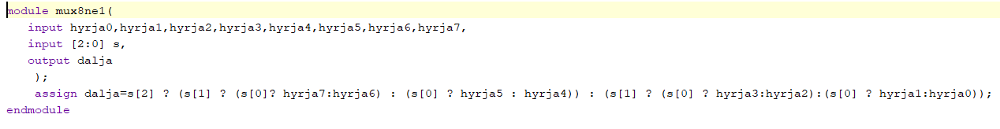 module mux8ne1(
input hyrja0,hyrja1,hyrja2,hyrja3,hyrja4,hyrja5,hyrja6,hyrja7,
input [2:0] s,
output dalja
);
assign dalja=s[2] ? (s[1] ? (s[0]? hyrja7:hyrja6) : (s[0] ? hyrja5 : hyrja4)) : (s[1] ? (s[0] ? hyrja3:hyrja2):(s[0] ? hyrja1:hyrja0));
endmodule